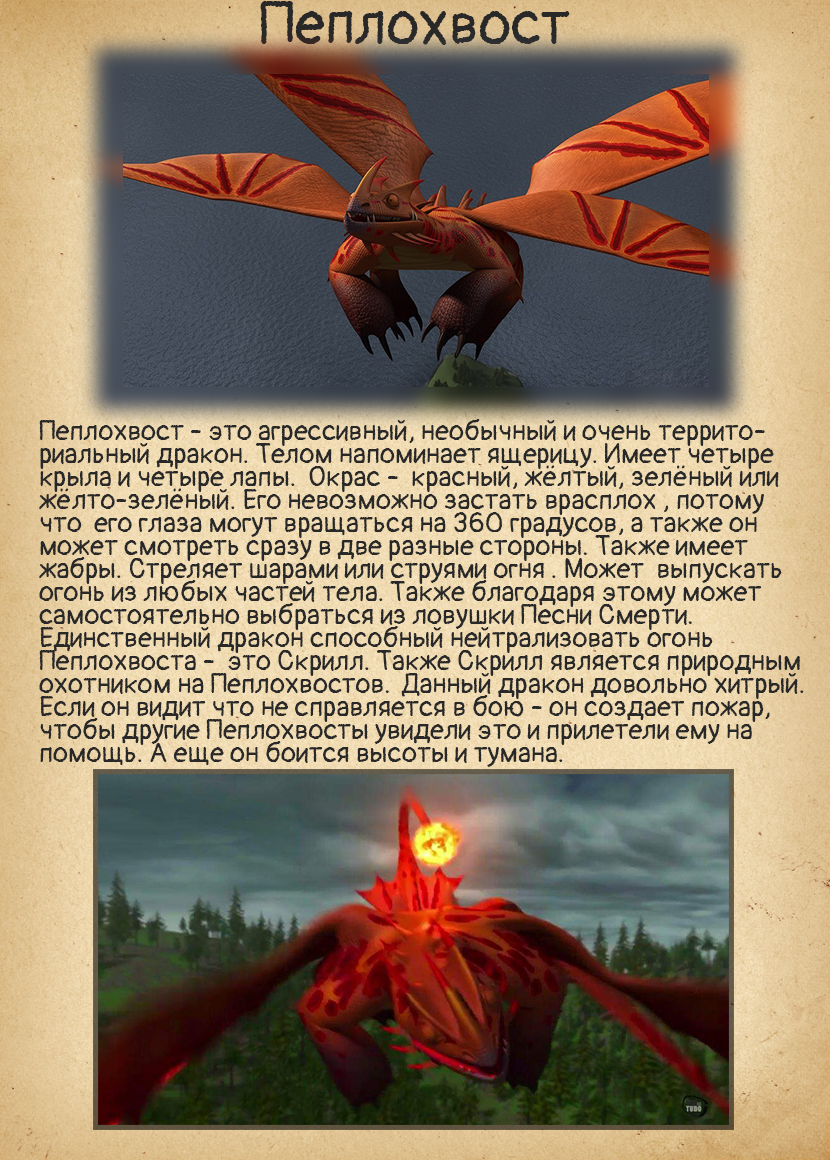 Пеплохвост
Пеплохвост - это агрессивный, необычный и очень террито-
риальный дракон. Телом напоминает ящерицу. Имеет четыре
крыла и четыре лапы. Окрас - красный, жёлтый, зелёный или
жёлто-зелёный. Его невозможно застать врасплох , потому
что его глаза могут вращаться на 360 градусов, а также он
может смотреть сразу в две разные стороны. Также имеет
жабры. Стреляет шарами или струями огня . Может выпускать
огонь из любых частей тела. Также благодаря этому может
самостоятельно выбраться из ловушки Песни Смерти.
Единственный дракон способный нейтрализовать огонь
Пеплохвоста - это Скрилл. Также Скрилл является природным
охотником на Пеплохвостов. Данный дракон довольно хитрый.
Если он видит что не справляется в бою - он создает пожар,
чтобы другие Пеплохвосты увидели это и прилетели ему на
помощь. А еще он боится высоты и тумана.
TUDO